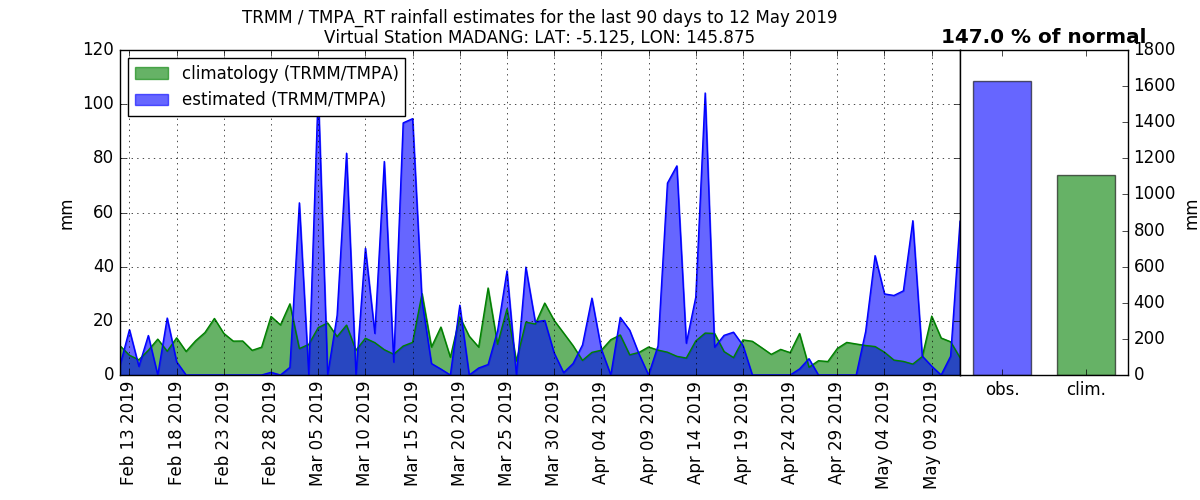 TRMM / TMPA_RT rainfall estimates for the last 90 days to 12 May 2019
Virtual Station MADANG: LAT: -5.125, LON: 145.875
147.0 % of normal
climatology (TRMM/TMPA)
estimated (TRMM/TMPA)
mm
120
100
80
60
40
20
0
Feb 13 2019
Feb 18 2019
Feb 23 2019
Feb 28 2019
Mar 05 2019
Mar 10 2019
Mar 15 2019
Mar 20 2019
Mar 25 2019
Mar 30 2019
Apr 04 2019
Apr 09 2019
Apr 14 2019
Apr 19 2019
Apr 24 2019
Apr 29 2019
May 04 2019
May 09 2019
1800
1600
1400
1200
1000
800
600
400
200
0
mm
obs.
clim.